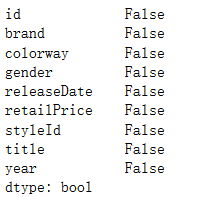 id False
brand False
colorway False
gender False
releaseDate False
retailPrice False
styleId False
title False
year False
dtype: bool